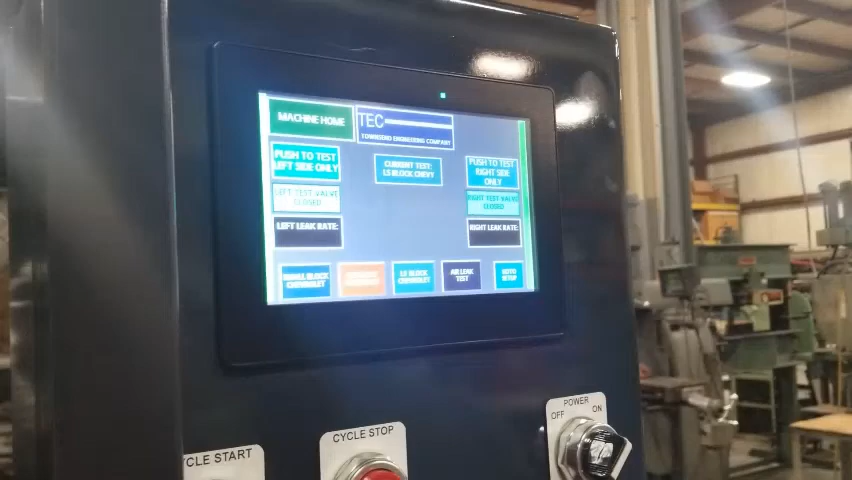 MACHINE HOME
TEC
TOWNSEND ENGINEERING COMPANY
PUSH TO TEST
LEFT SIDE ONLY
CURRENT TEST:
LS BLOCK CHEVY
PUSH TO TEST
RIGHT SIDE
ONLY
LEFT TEST VALVE
CLOSED
RIGHT TEST VALVE
CLOSED
LEFT LEAK RATE:
RIGHT LEAK RATE:
SMALL BLOCK
CHEVROLET
LS BLOCK
CHEVROLET
AIR LEAK
TEST
GOTO
SETUP
CYCLE START
CYCLE STOP
POWER
OFF ON